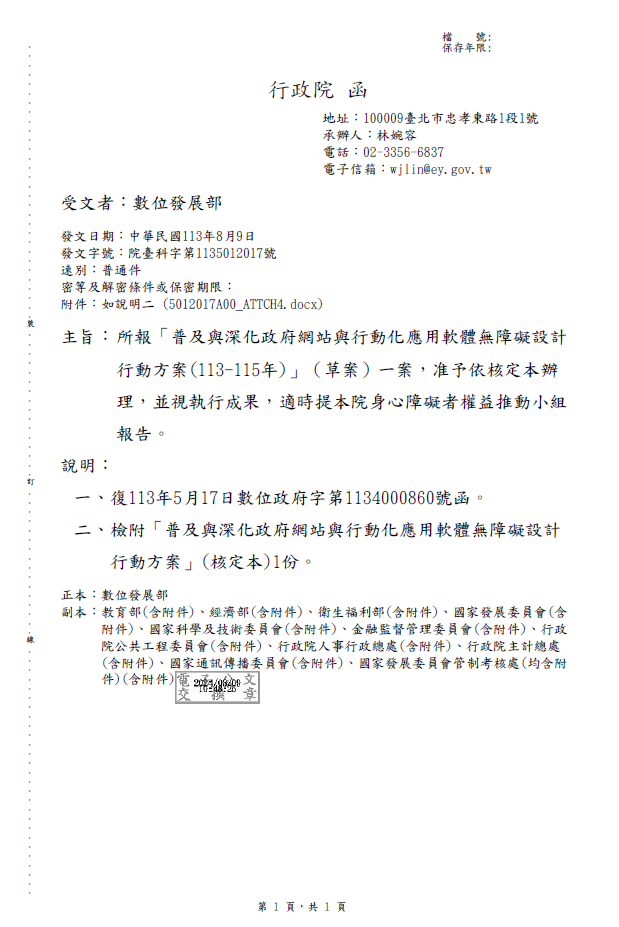 檔　　號:
保存年限:
行政院 函
地址：100009臺北市忠孝東路1段1號
承辦人：林婉容
電話：02-3356-6837
電子信箱：wjlin@ey.gov.tw
受文者：數位發展部
發文日期：中華民國113年8月9日
發文字號：院臺科字第1135012017號
速別：普通件
密等及解密條件或保密期限：
附件：如說明二 (5012017A00_ATTCH4.docx)
主旨：所報「普及與深化政府網站與行動化應用軟體無障礙設計
行動方案(113-115年)」（草案）一案，准予依核定本辦
理，並視執行成果，適時提本院身心障礙者權益推動小組
報告。
說明：
一、復113年5月17日數位政府字第1134000860號函。
二、檢附「普及與深化政府網站與行動化應用軟體無障礙設計
行動方案」(核定本)1份。
正本：數位發展部
副本：教育部(含附件)、經濟部(含附件)、衛生福利部(含附件)、國家發展委員會(含
附件)、國家科學及技術委員會(含附件)、金融監督管理委員會(含附件)、行政
院公共工程委員會(含附件)、行政院人事行政總處(含附件)、行政院主計總處
(含附件)、國家通訊傳播委員會(含附件)、國家發展委員會管制考核處(均含附
件)(含附件)
電子公文
2024/08/09
交換章
裝
訂
線
第 1 頁，共 1 頁